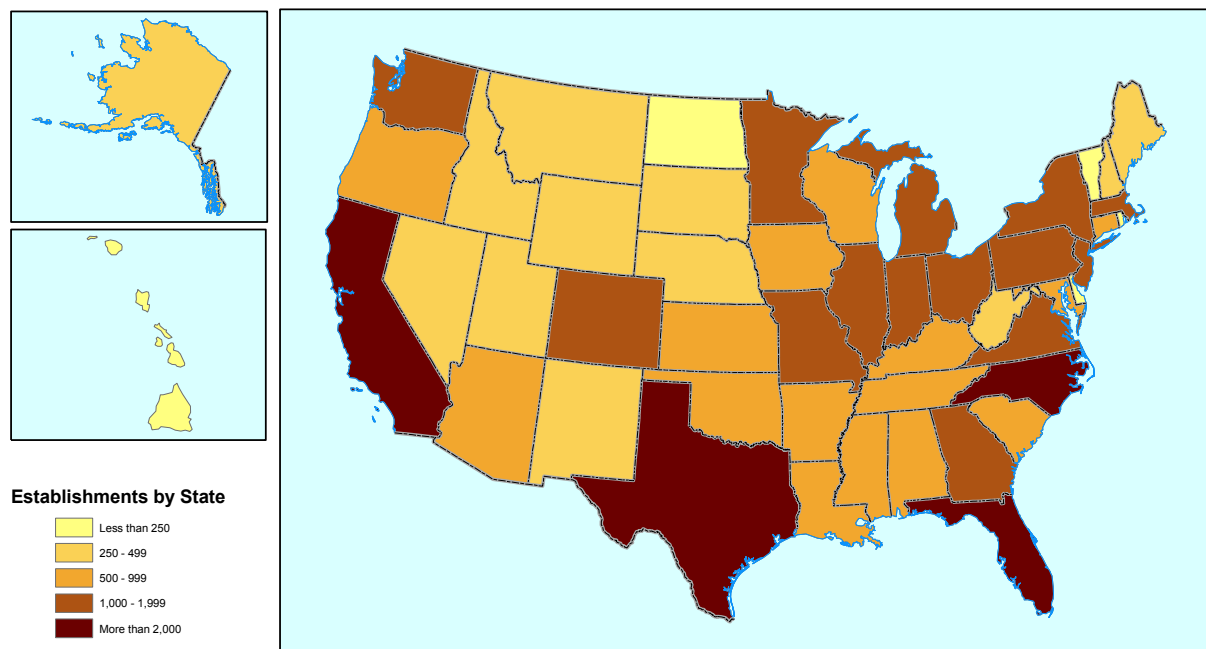 Establishments by State
Less than 250
250 - 499
500 - 999
1,000 - 1,999
More than 2,000